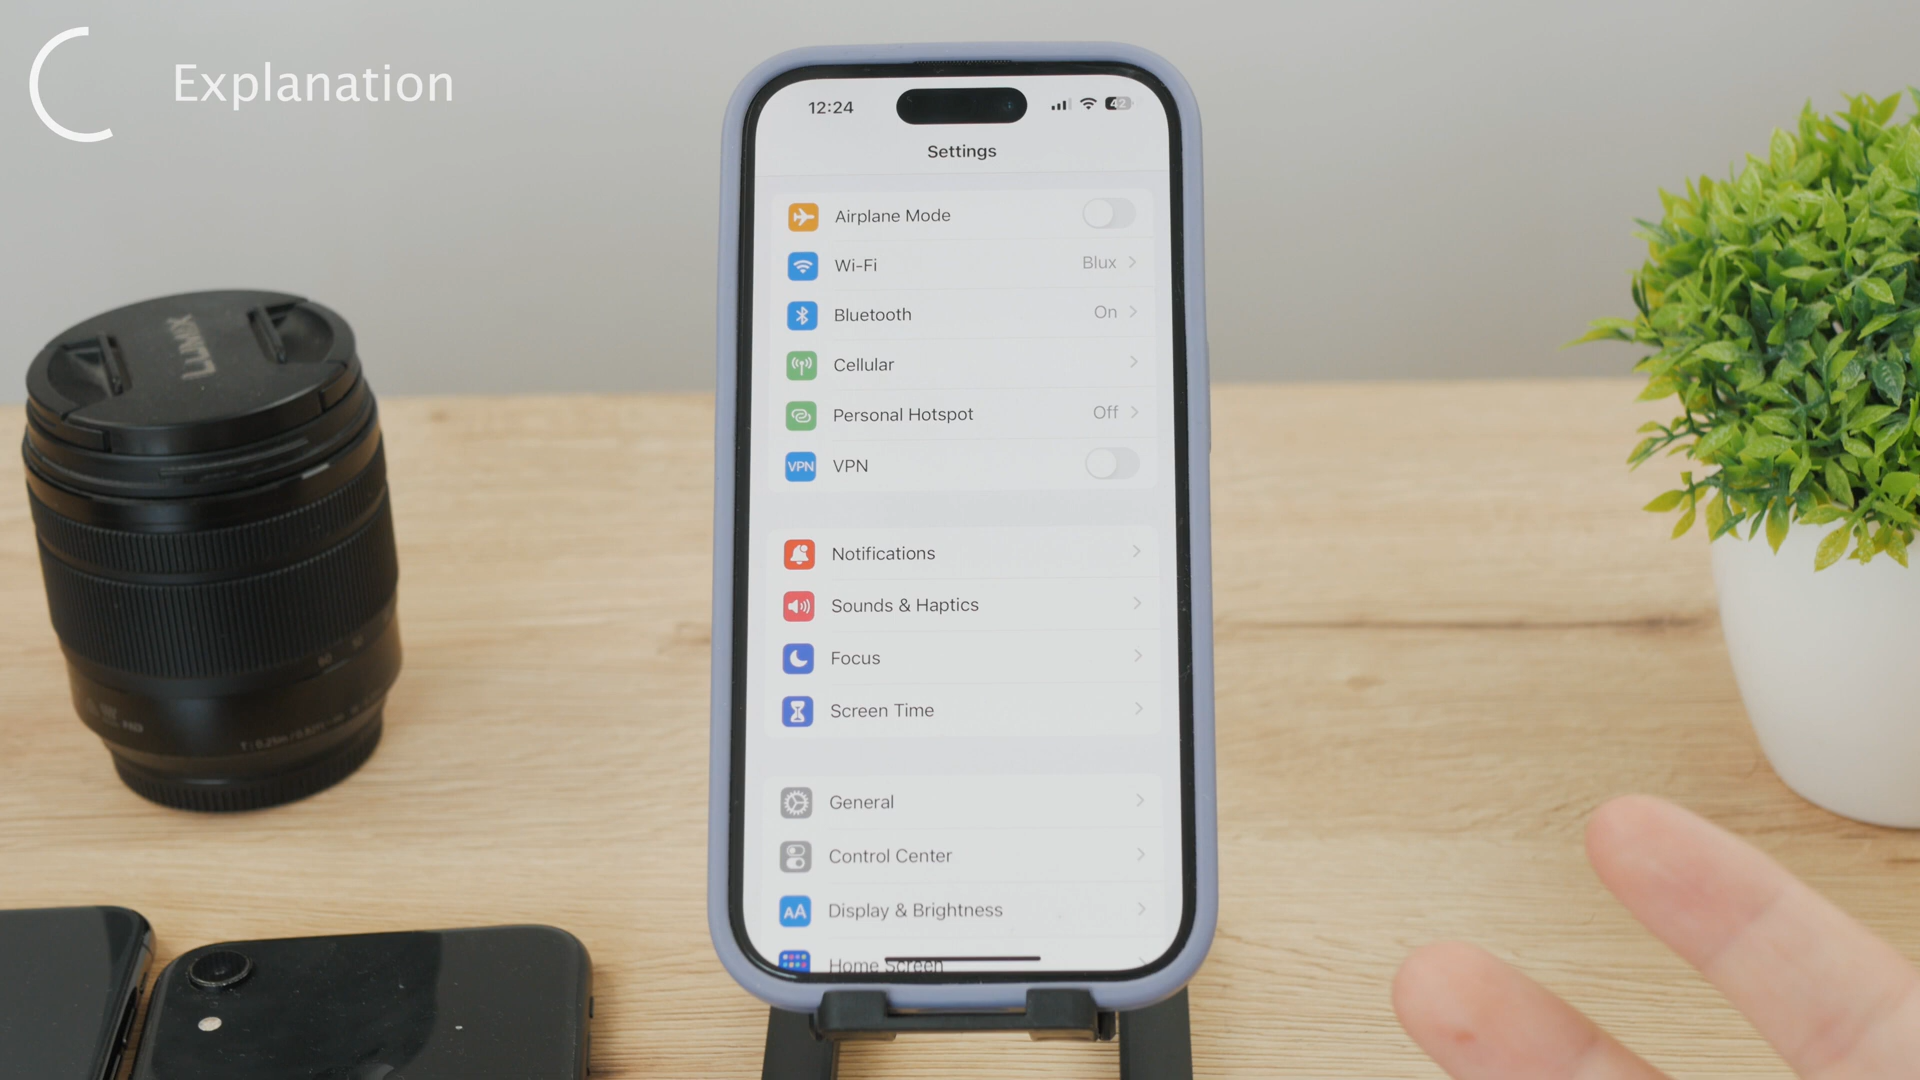 Explanation
12:24
42
Settings
Airplane Mode
Wi-Fi Blux
Bluetooth On
Cellular
Personal Hotspot Off
VPN VPN
Notifications
Sounds & Haptics
Focus
Screen Time
General
Control Center
AA Display & Brightness
Home Screen
LUMIX